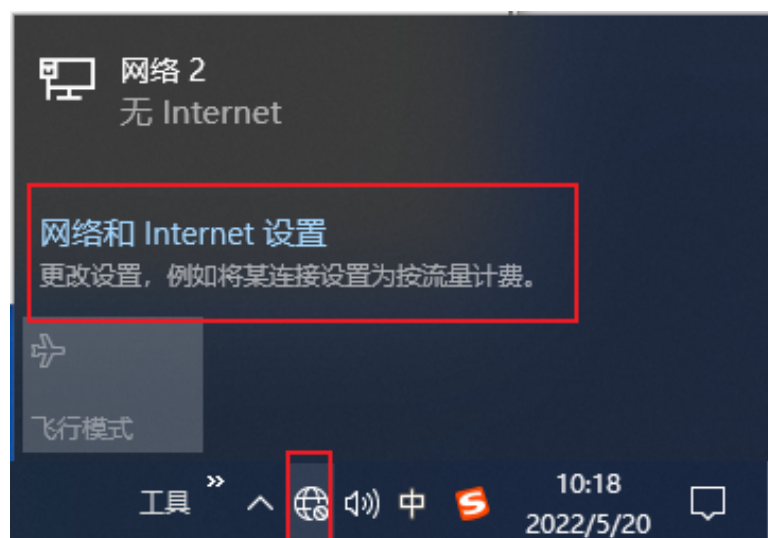 网络 2
无 Internet
网络和 Internet 设置
更改设置，例如将某连接设置为按流量计费。
飞行模式
工具
中
10:18
2022/5/20